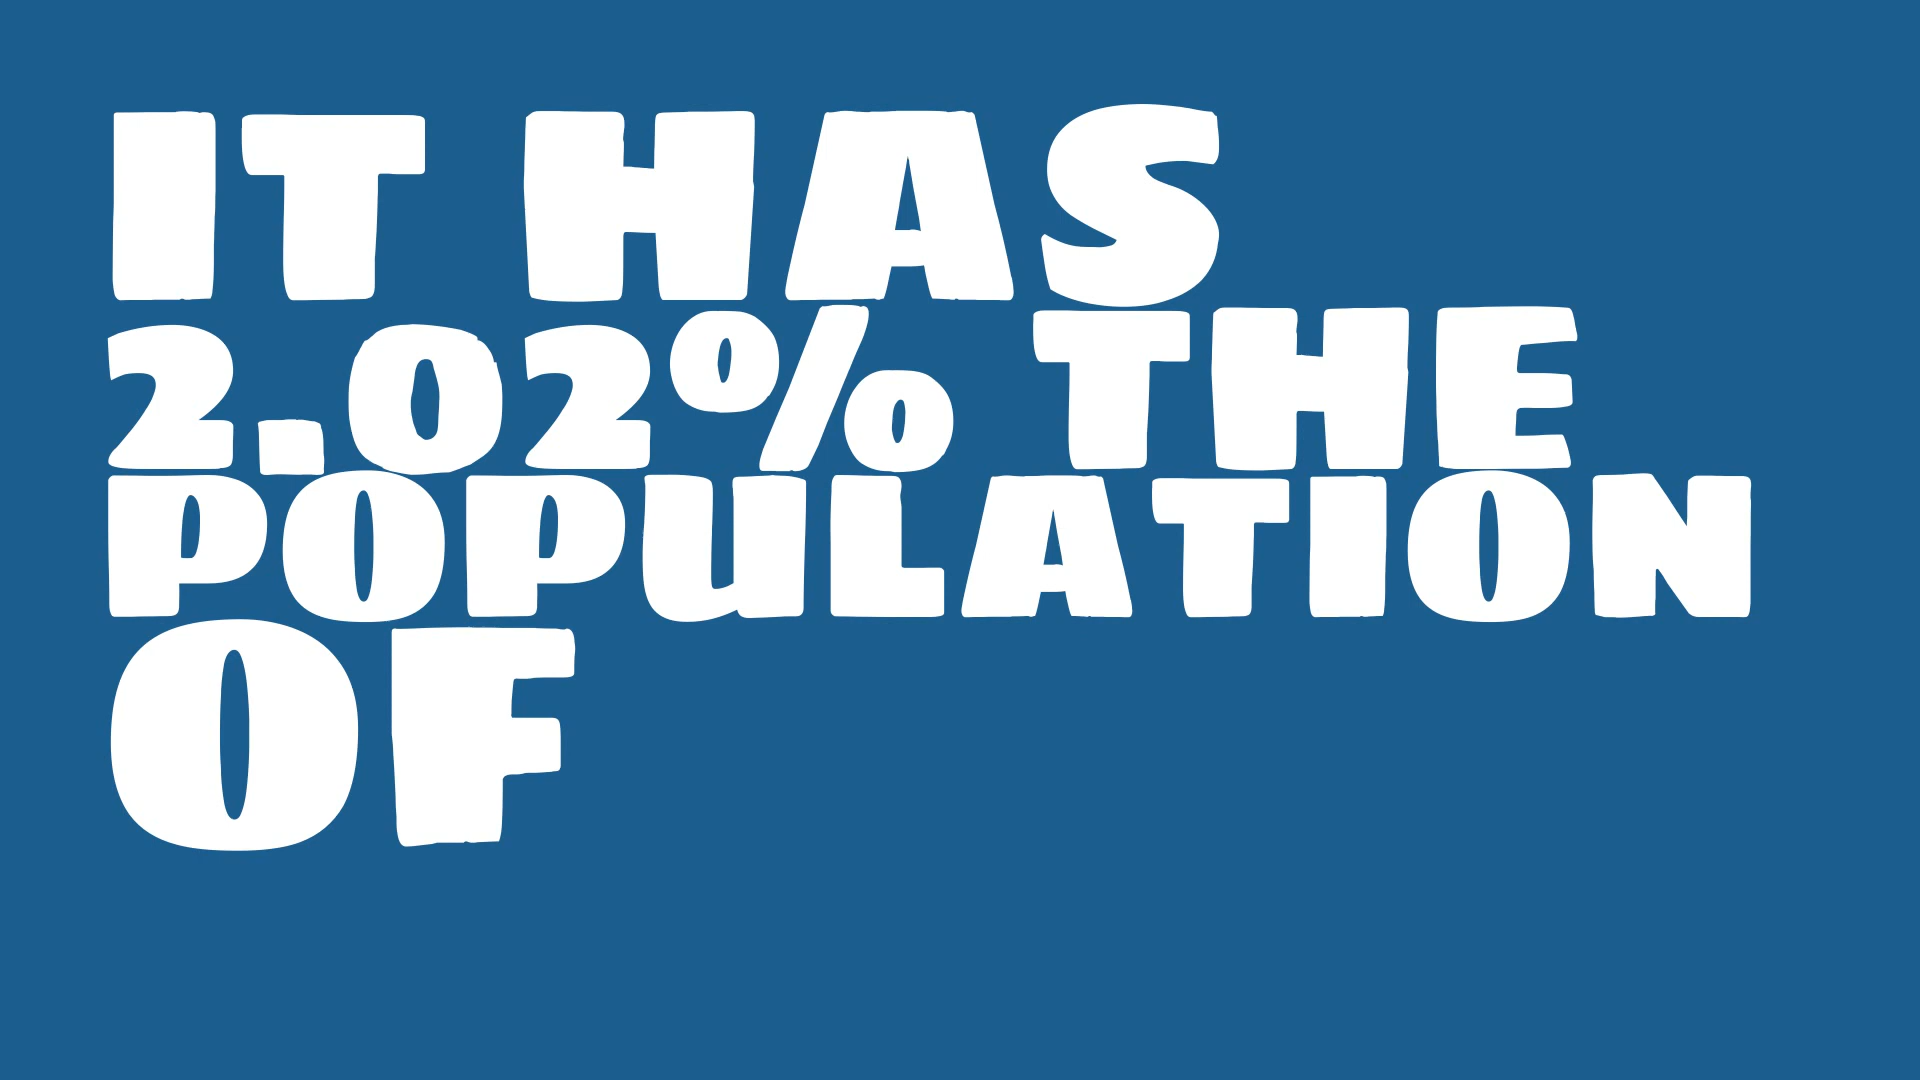 IT HAS
2.02% THE
POPULATION
OF